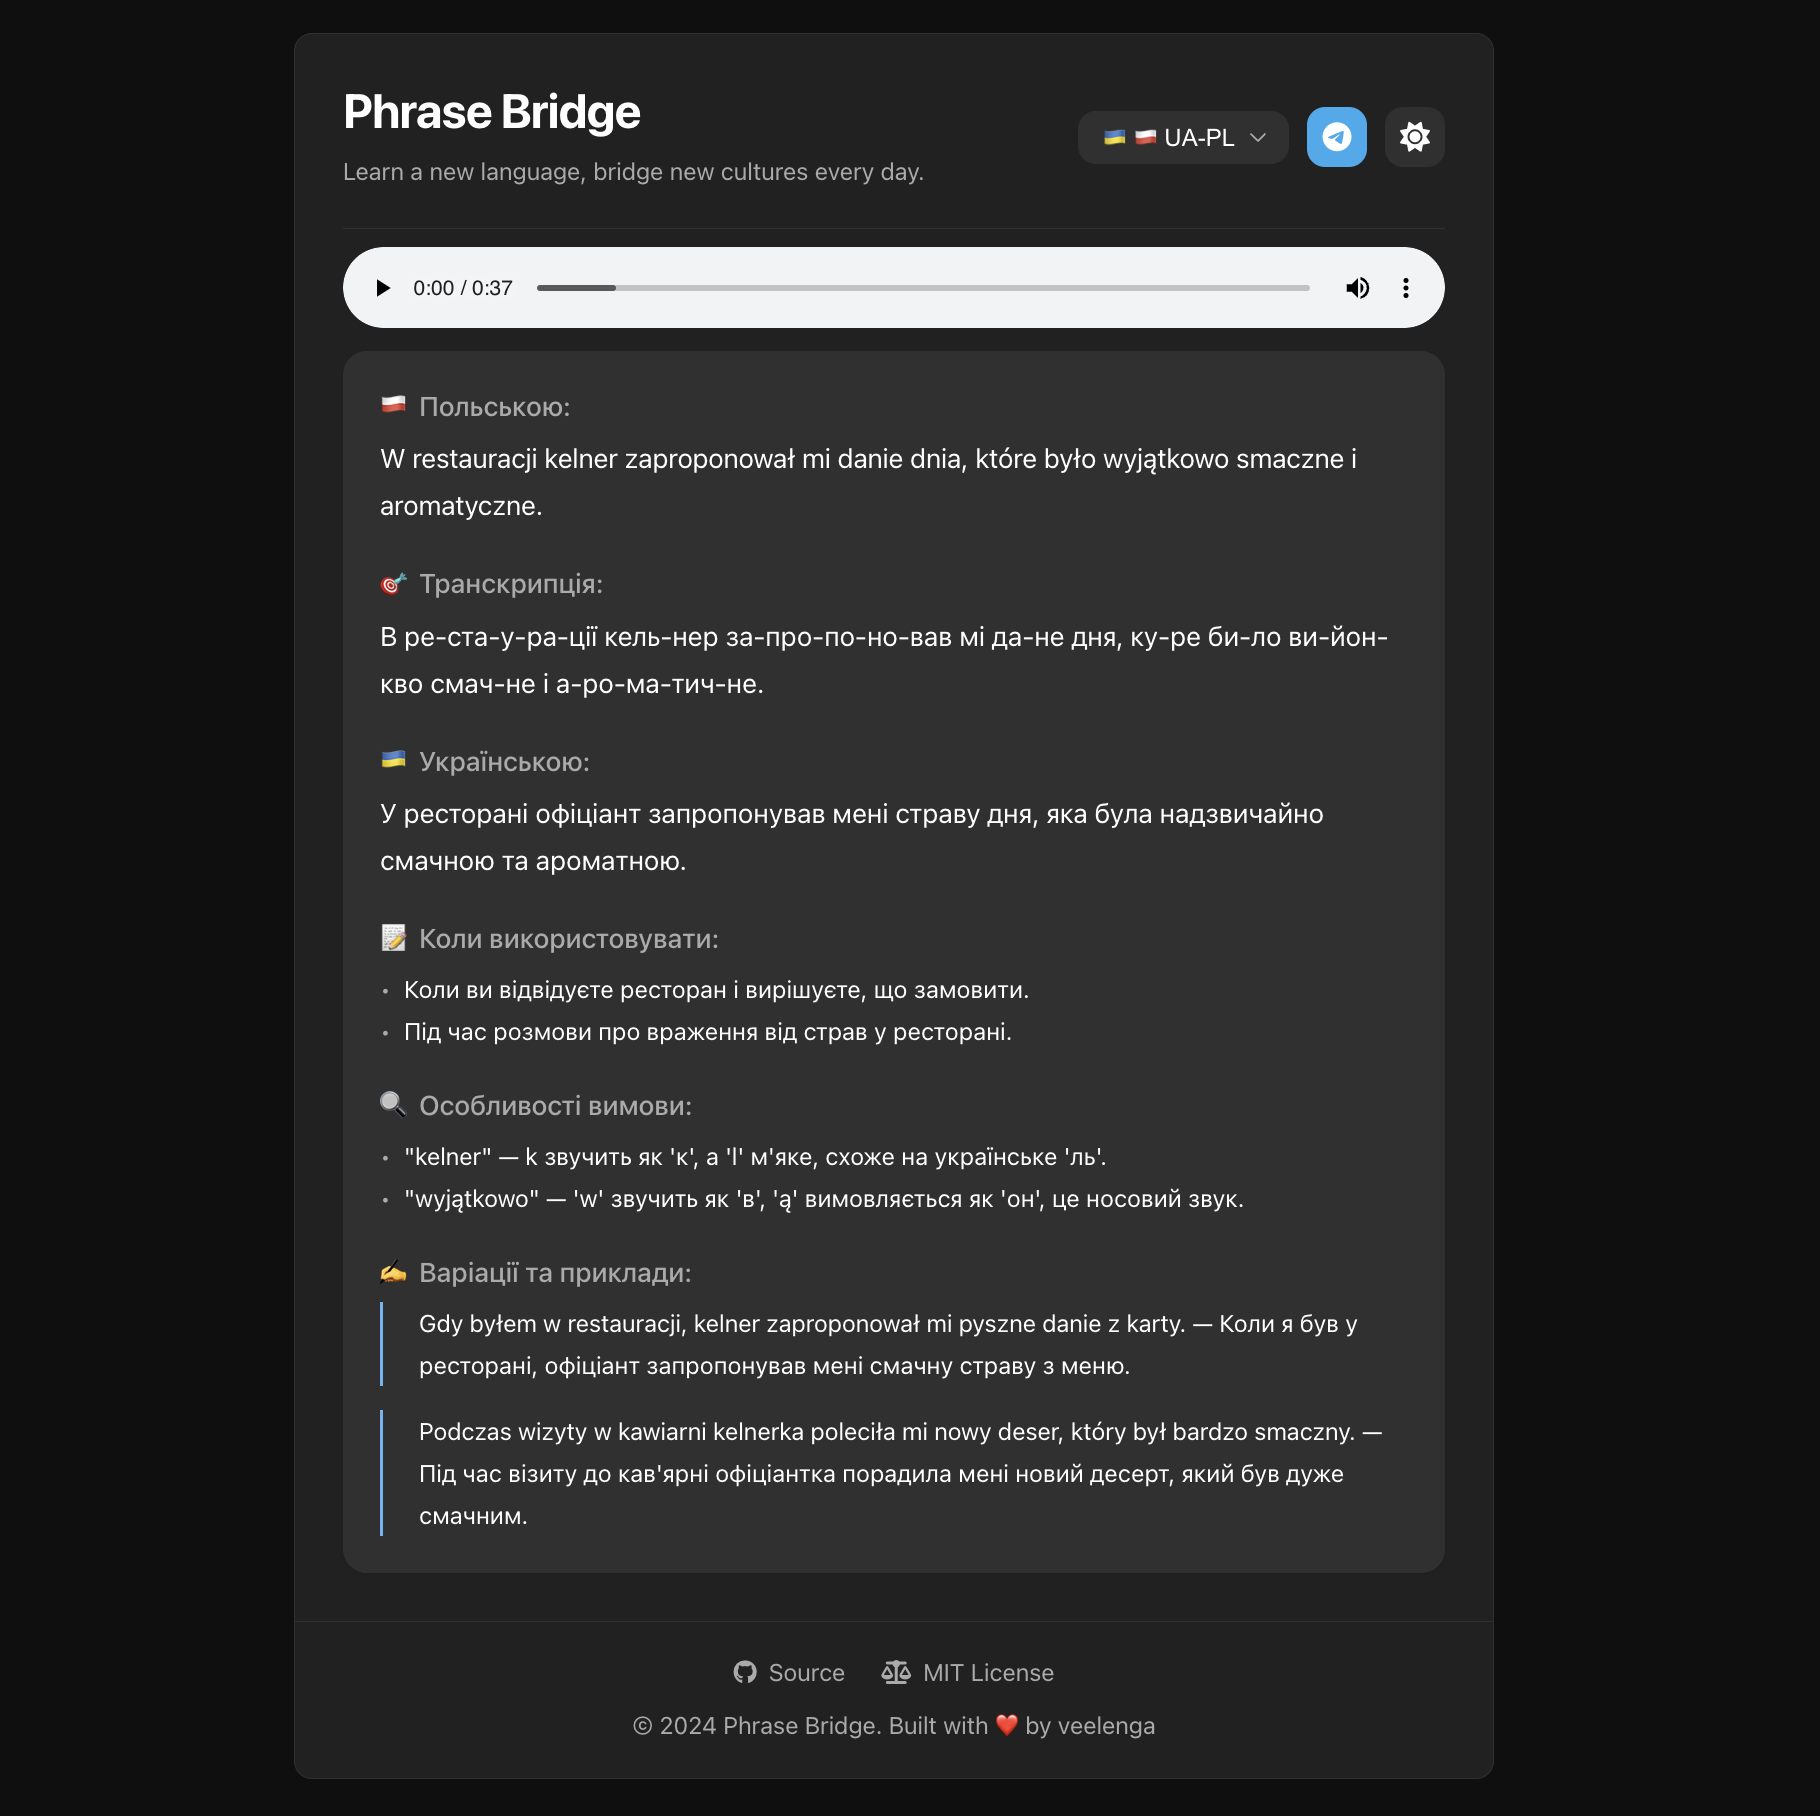 Phrase Bridge
Learn a new language, bridge new cultures every day.
UA-PL
0:00 / 0:37
Польською:
W restauracji kelner zaproponował mi danie dnia, które było wyjątkowo smaczne i
aromatyczne.
Транскрипція:
В ре-ста-у-ра-ції кель-нер за-про-по-но-вав мі да-не дня, ку-ре би-ло ви-йон-
кво смач-не і а-ро-ма-тич-не.
Українською:
У ресторані офіціант запропонував мені страву дня, яка була надзвичайно
смачною та ароматною.
Коли використовувати:
• Коли ви відвідуєте ресторан і вирішуєте, що замовити.
• Під час розмови про враження від страв у ресторані.
Особливості вимови:
• "kelner" — k звучить як 'к', а 'l' м'яке, схоже на українське 'ль'.
• "wyjątkowo" — 'w' звучить як 'в', 'ą' вимовляється як 'он', це носовий звук.
Варіації та приклади:
Gdy byłem w restauracji, kelner zaproponował mi pyszne danie z karty. — Коли я був у
ресторані, офіціант запропонував мені смачну страву з меню.
Podczas wizyty w kawiarni kelnerka poleciła mi nowy deser, który był bardzo smaczny. —
Під час візиту до кав'ярні офіціантка порадила мені новий десерт, який був дуже
смачним.
Source MIT License
© 2024 Phrase Bridge. Built with ❤️ by veelenga